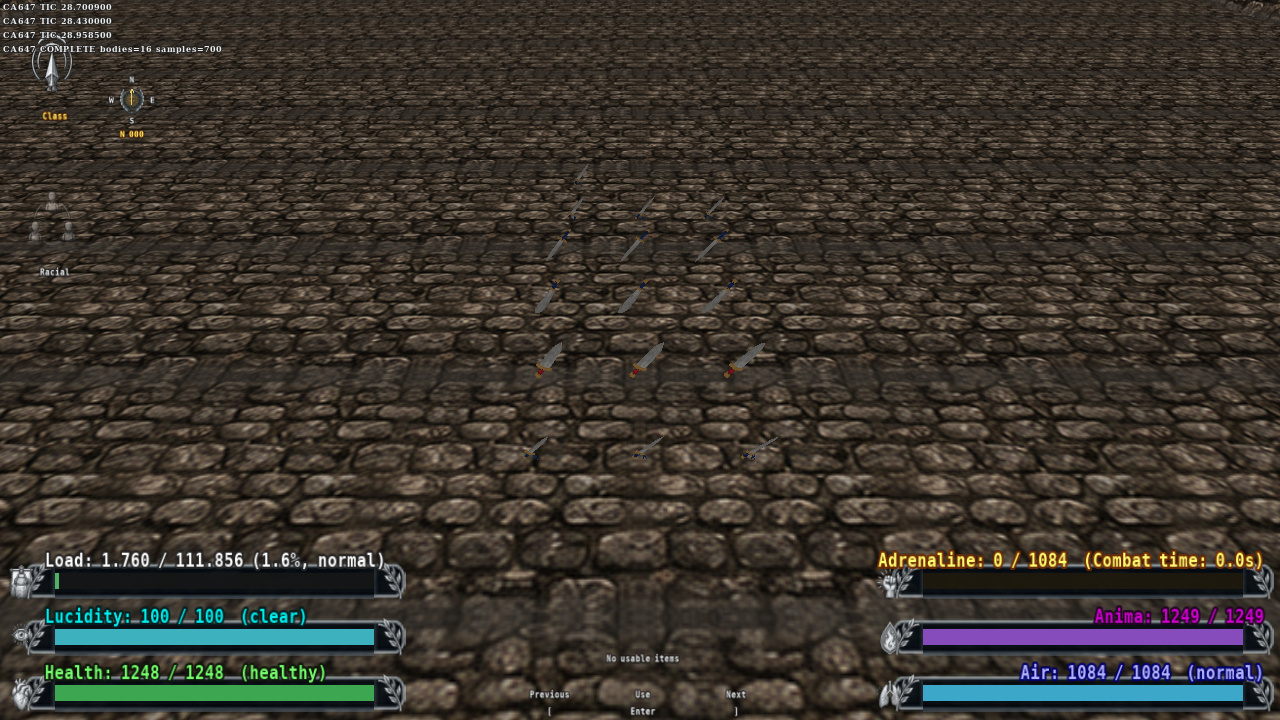 CA647 TIC 28.700900
CA647 TIC 28.430000
CA647 TIC 28.958500
CA647 COMPLETE bodies=16 samples=700
Class
N
W E
S
N 000
Racial
Load: 1.760 / 111.856 (1.6%, normal)
Lucidity: 100 / 100 (clear)
Health: 1248 / 1248 (healthy)
Adrenaline: 0 / 1084 (Combat time: 0.0s)
Anima: 1249 / 1249
Air: 1084 / 1084 (normal)
No usable items
Previous Use Next
[ Enter ]